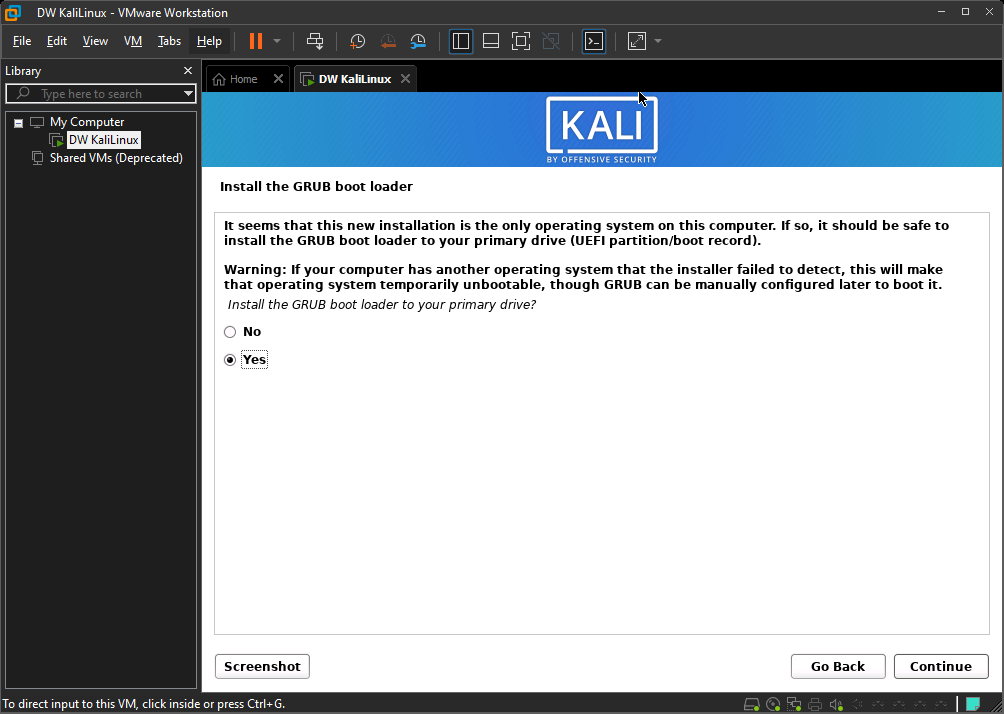 DW KaliLinux - VMware Workstation
File Edit View VM Tabs Help
Library
Type here to search
My Computer
DW KaliLinux
Shared VMs (Deprecated)
Home
DW KaliLinux
KALI
BY OFFENSIVE SECURITY
Install the GRUB boot loader
It seems that this new installation is the only operating system on this computer. If so, it should be safe to
install the GRUB boot loader to your primary drive (UEFI partition/boot record).
Warning: If your computer has another operating system that the installer failed to detect, this will make
that operating system temporarily unbootable, though GRUB can be manually configured later to boot it.
Install the GRUB boot loader to your primary drive?
No
Yes
Screenshot
Go Back
Continue
To direct input to this VM, click inside or press Ctrl+G.